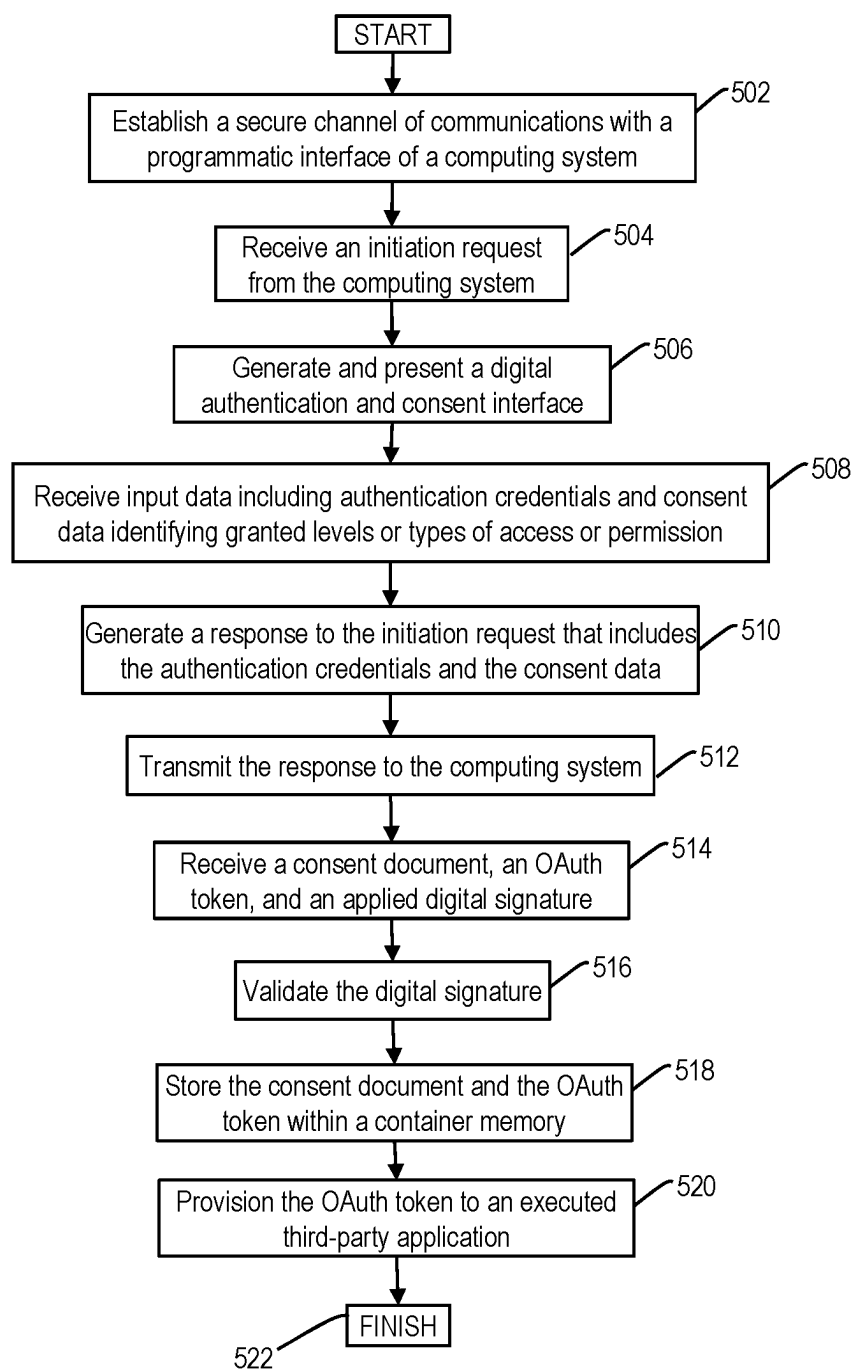 START
502
Establish a secure channel of communications with a
programmatic interface of a computing system
504
Receive an initiation request
from the computing system
506
Generate and present a digital
authentication and consent interface
508
Receive input data including authentication credentials and consent
data identifying granted levels or types of access or permission
510
Generate a response to the initiation request that includes
the authentication credentials and the consent data
512
Transmit the response to the computing system
514
Receive a consent document, an OAuth
token, and an applied digital signature
516
Validate the digital signature
518
Store the consent document and the OAuth
token within a container memory
520
Provision the OAuth token to an executed
third-party application
FINISH
522